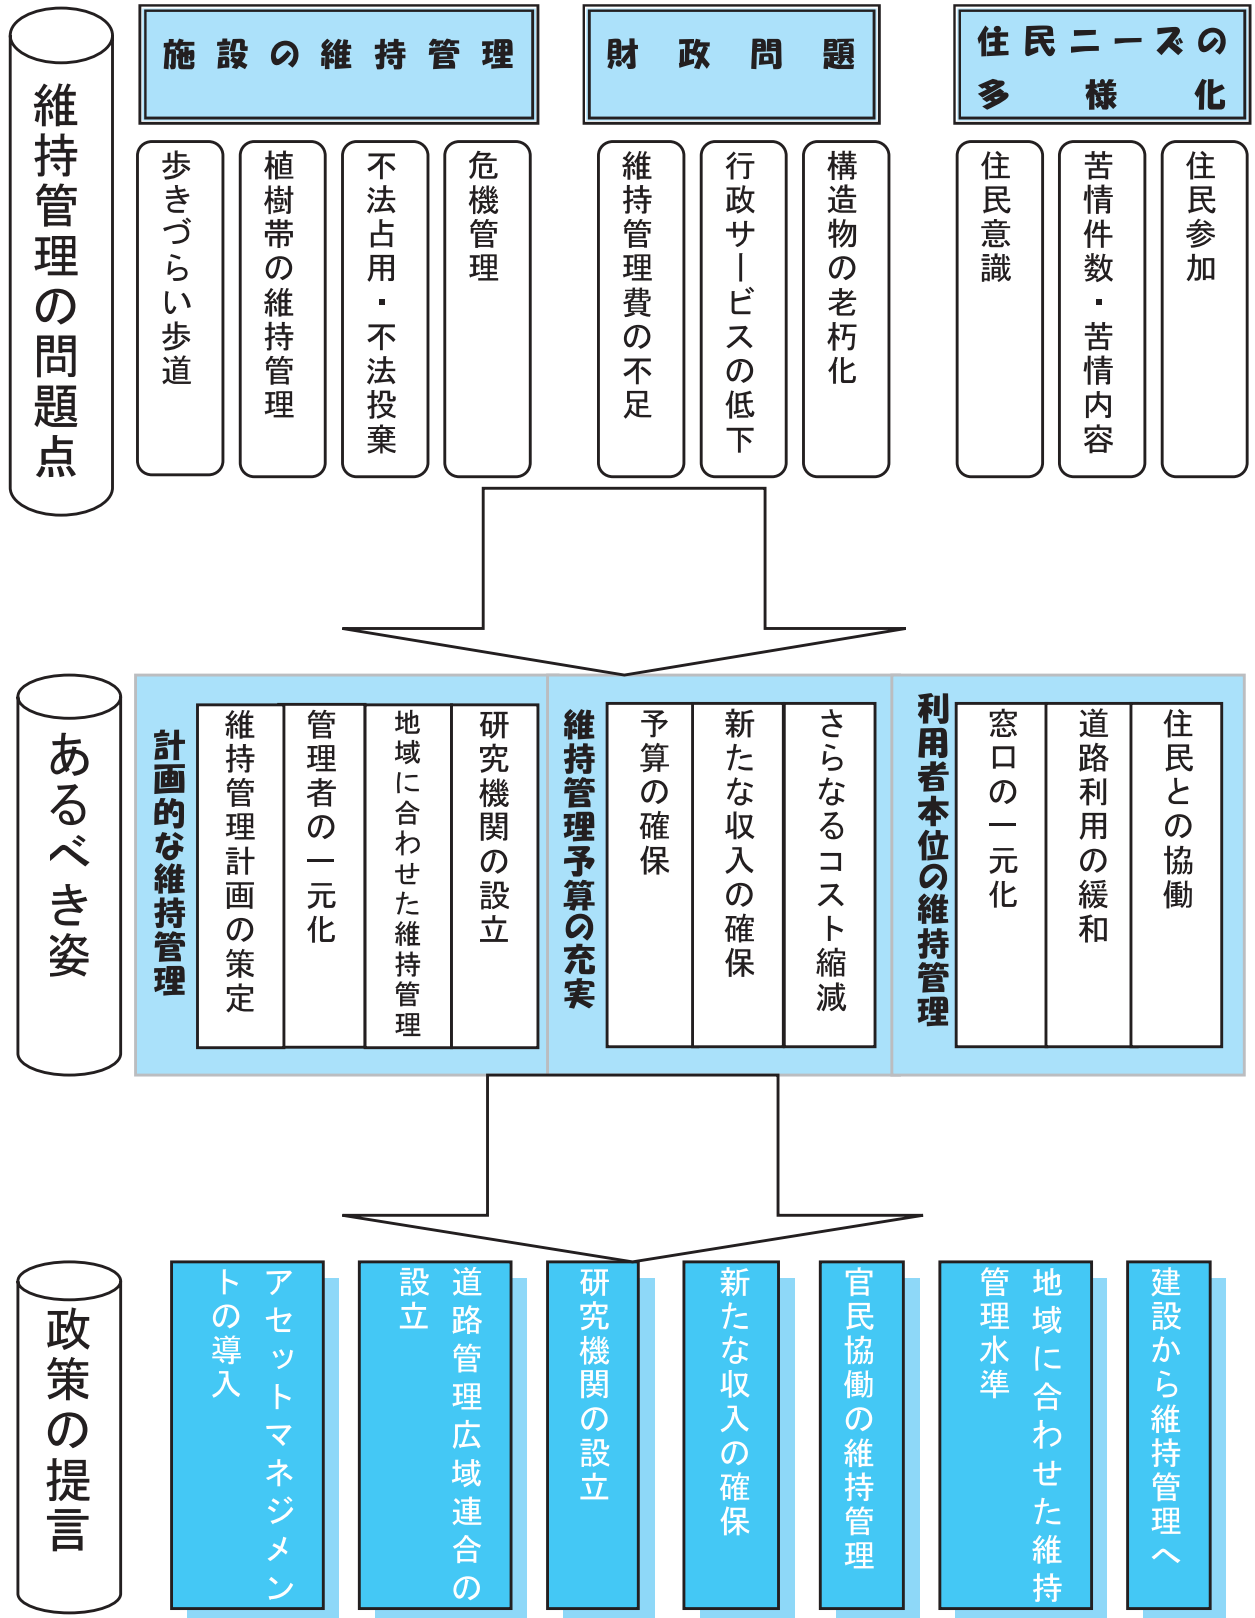 維持管理の問題点
施設の維持管理
歩きづらい歩道
植樹帯の維持管理
不法占用・不法投棄
危機管理
財政問題
維持管理費の不足
行政サービスの低下
構造物の老朽化
住民ニーズの
多様化
住民意識
苦情件数・苦情内容
住民参加
あるべき姿
計画的な維持管理
維持管理計画の策定
管理者の一元化
地域に合わせた維持管理
研究機関の設立
維持管理予算の充実
予算の確保
新たな収入の確保
さらなるコスト縮減
利用者本位の維持管理
窓口の一元化
道路利用の緩和
住民との協働
政策の提言
アセットマネジメン
トの導入
道路管理広域連合の
設立
研究機関の設立
新たな収入の確保
官民協働の維持管理
地域に合わせた維持
管理水準
建設から維持管理へ